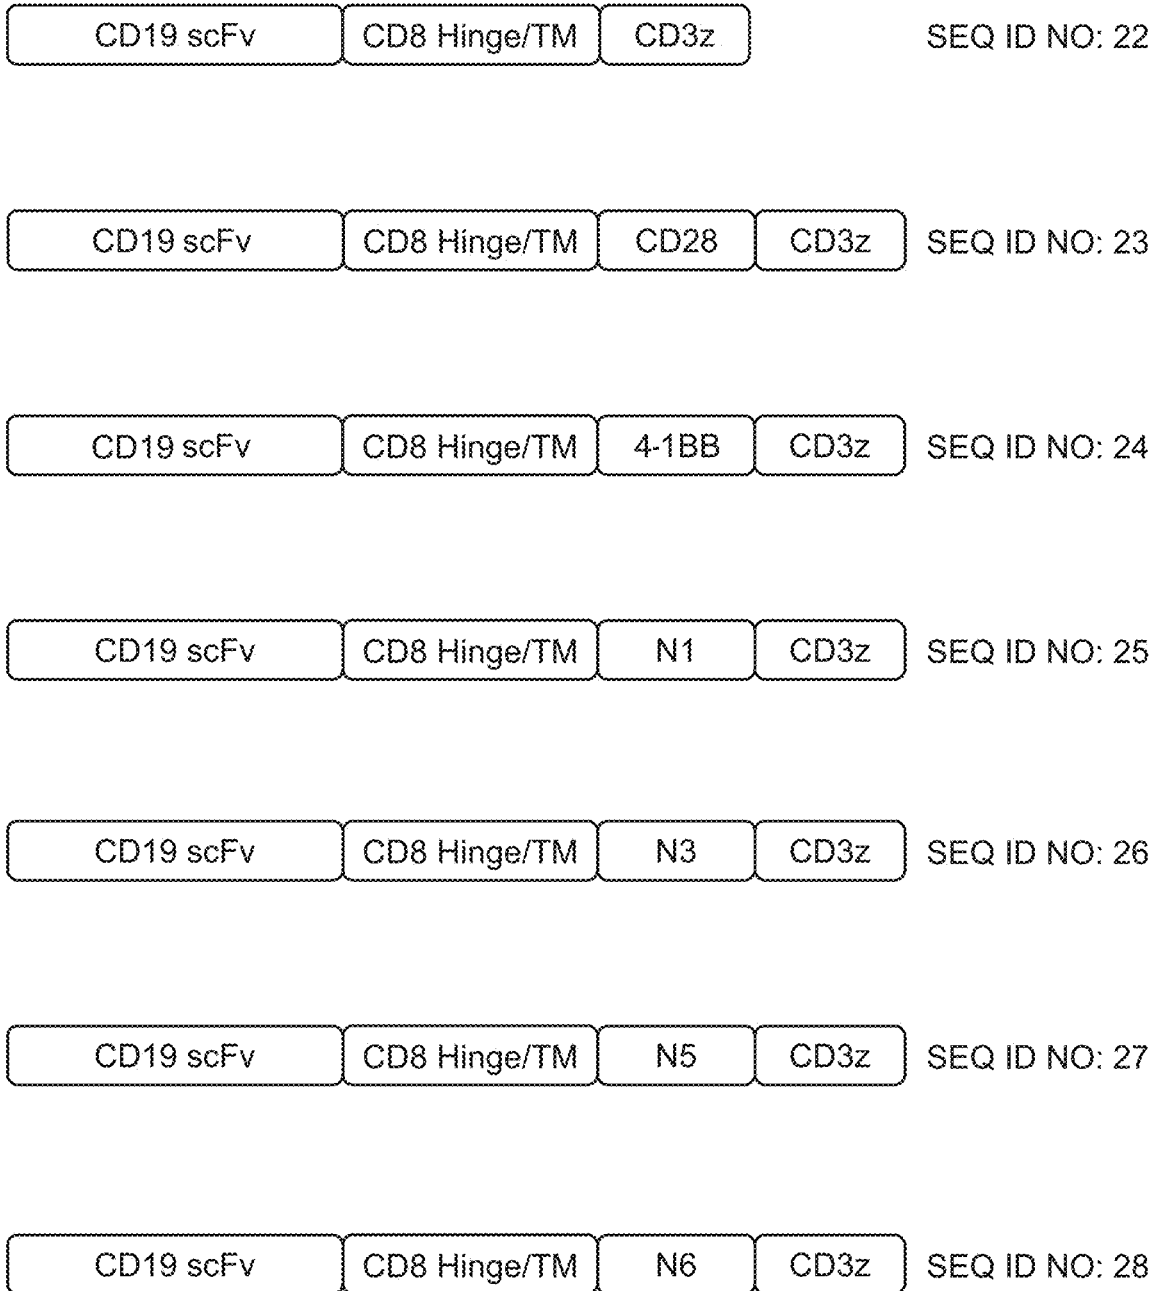 CD19 scFv CD8 Hinge/TM CD3z SEQ ID NO: 22
CD19 scFv CD8 Hinge/TM CD28 CD3z SEQ ID NO: 23
CD19 scFv CD8 Hinge/TM 4-1BB CD3z SEQ ID NO: 24
CD19 scFv CD8 Hinge/TM N1 CD3z SEQ ID NO: 25
CD19 scFv CD8 Hinge/TM N3 CD3z SEQ ID NO: 26
CD19 scFv CD8 Hinge/TM N5 CD3z SEQ ID NO: 27
CD19 scFv CD8 Hinge/TM N6 CD3z SEQ ID NO: 28